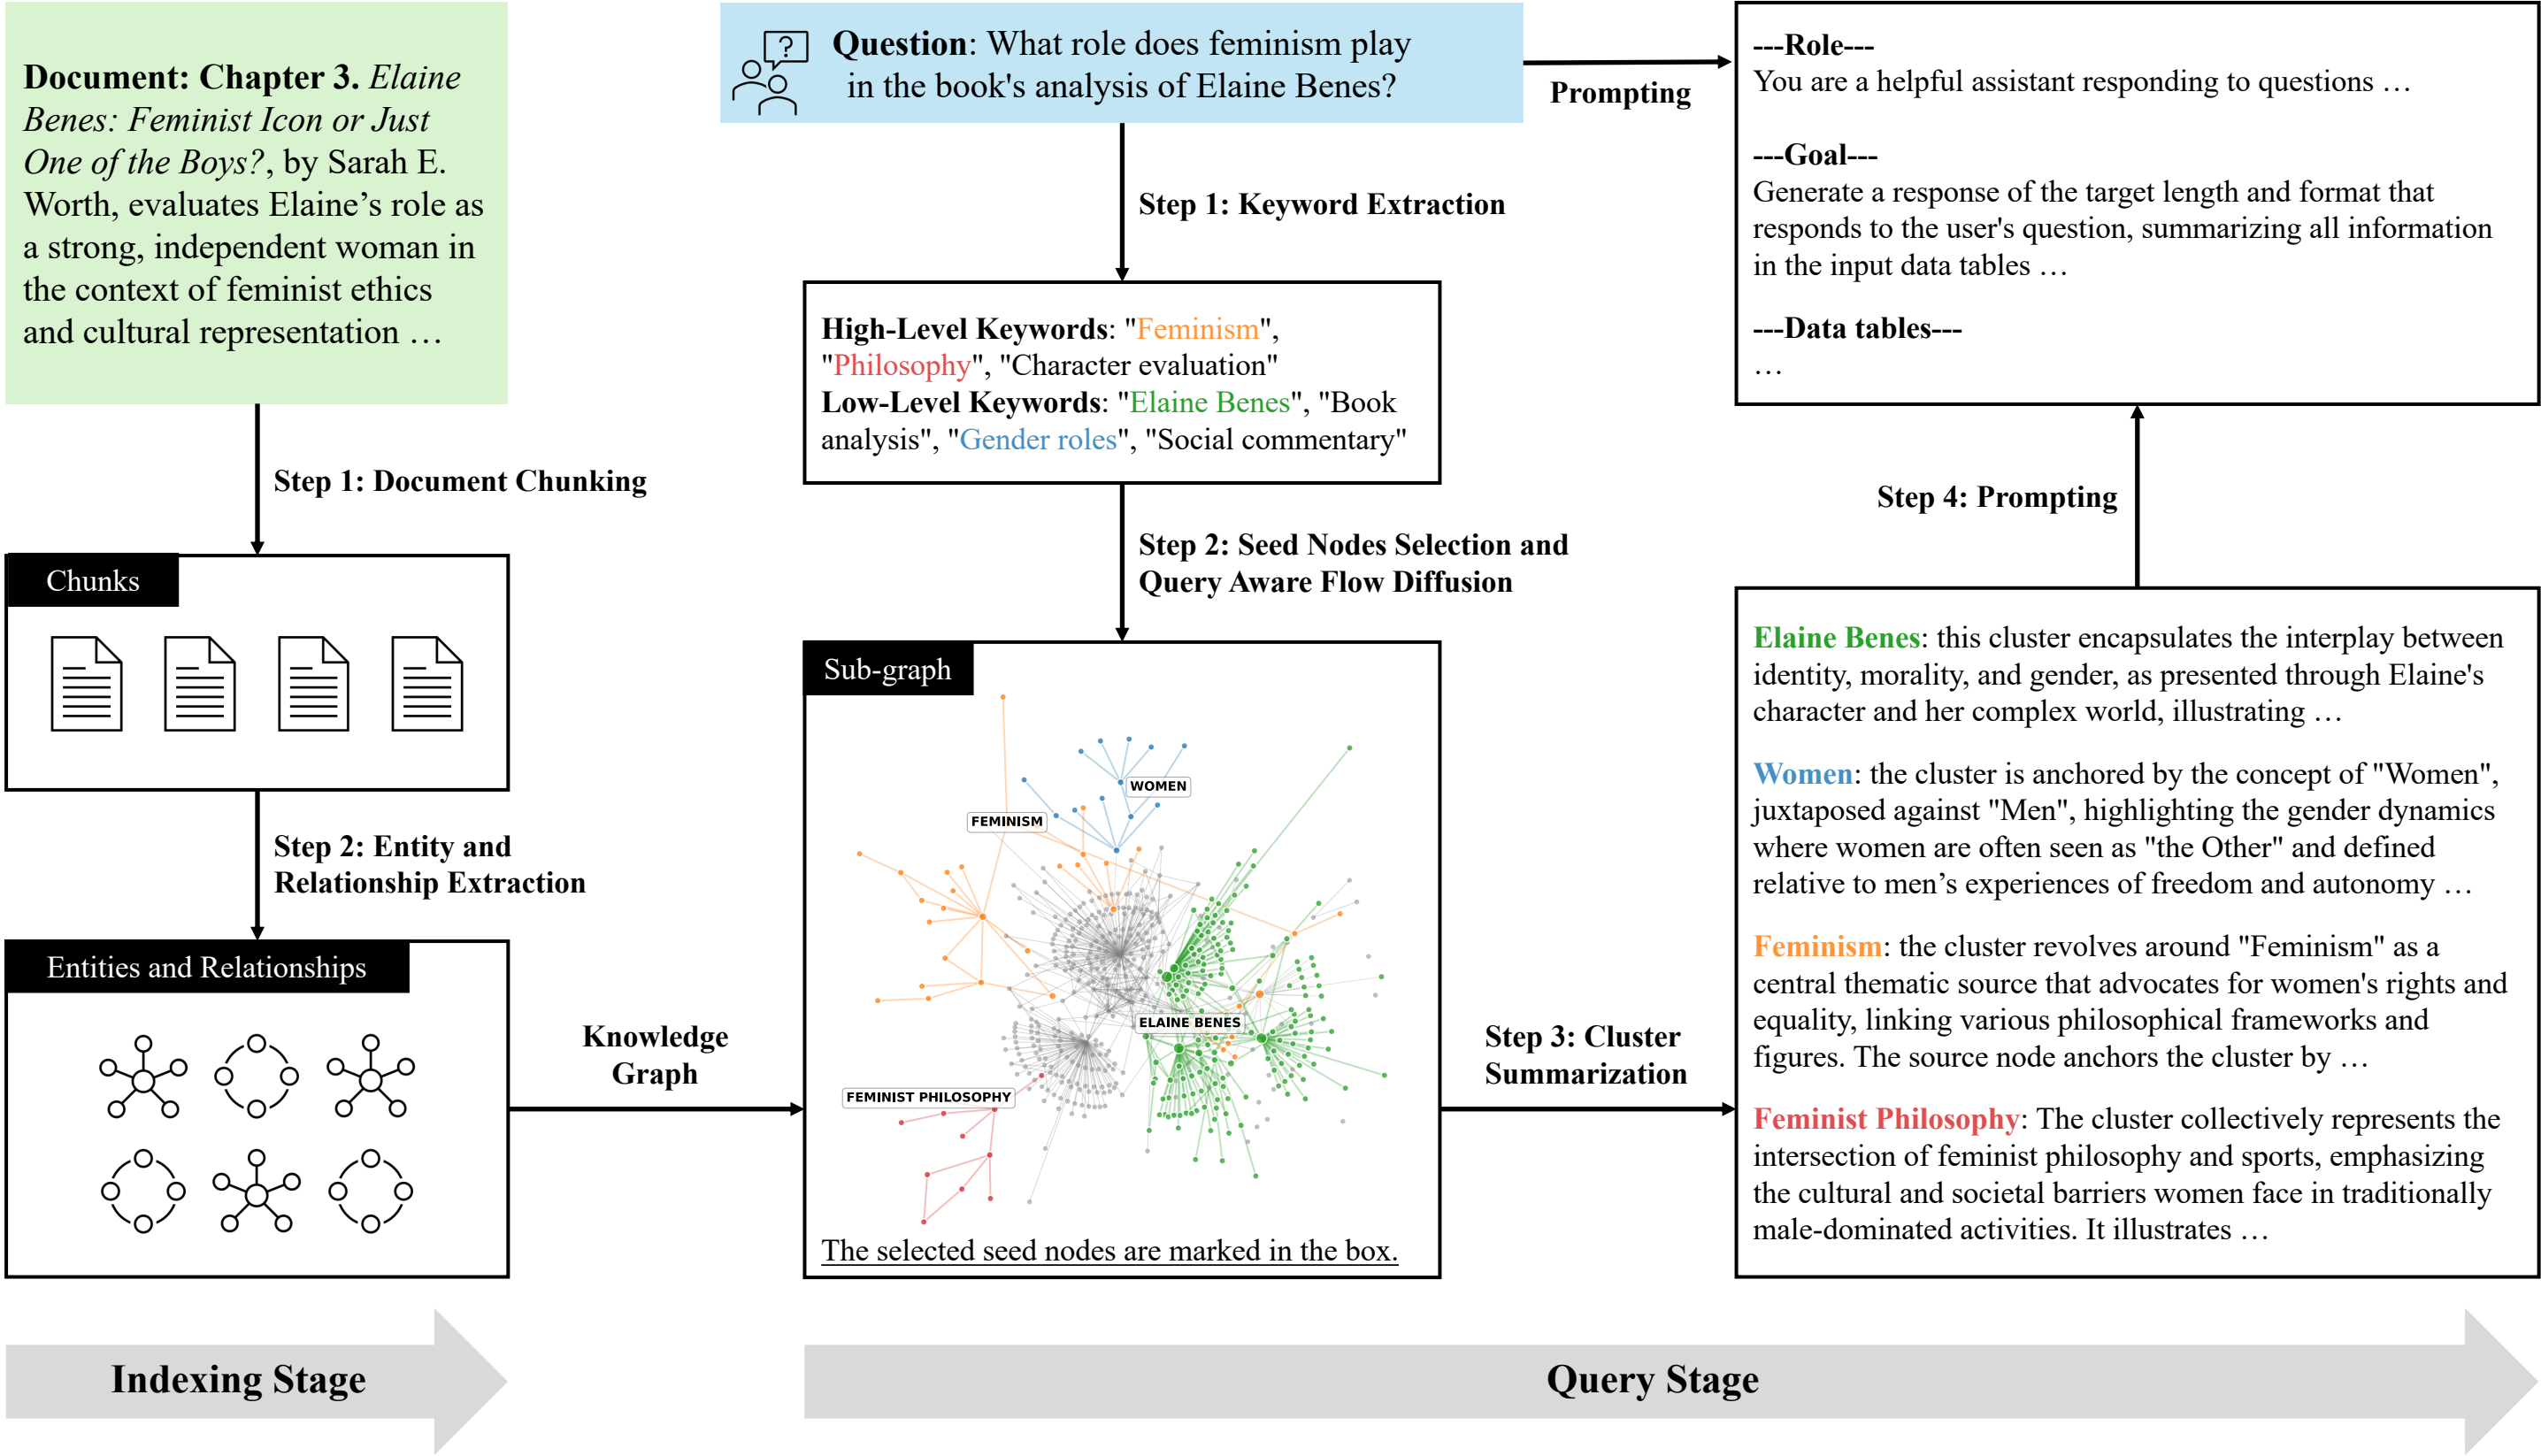 Document: Chapter 3. Elaine
Benes: Feminist Icon or Just
One of the Boys?, by Sarah E.
Worth, evaluates Elaine’s role as
a strong, independent woman in
the context of feminist ethics
and cultural representation …
Step 1: Document Chunking
Chunks
Step 2: Entity and
Relationship Extraction
Entities and Relationships
Knowledge
Graph
Indexing Stage
?
Question: What role does feminism play
in the book's analysis of Elaine Benes?
Prompting
Step 1: Keyword Extraction
High-Level Keywords: "Feminism",
"Philosophy", "Character evaluation"
Low-Level Keywords: "Elaine Benes", "Book
analysis", "Gender roles", "Social commentary"
Step 2: Seed Nodes Selection and
Query Aware Flow Diffusion
Sub-graph
WOMEN
FEMINISM
ELAINE BENES
FEMINIST PHILOSOPHY
The selected seed nodes are marked in the box.
Step 3: Cluster
Summarization
Elaine Benes: this cluster encapsulates the interplay between
identity, morality, and gender, as presented through Elaine's
character and her complex world, illustrating …
Women: the cluster is anchored by the concept of "Women",
juxtaposed against "Men", highlighting the gender dynamics
where women are often seen as "the Other" and defined
relative to men’s experiences of freedom and autonomy …
Feminism: the cluster revolves around "Feminism" as a
central thematic source that advocates for women's rights and
equality, linking various philosophical frameworks and
figures. The source node anchors the cluster by …
Feminist Philosophy: The cluster collectively represents the
intersection of feminist philosophy and sports, emphasizing
the cultural and societal barriers women face in traditionally
male-dominated activities. It illustrates …
Step 4: Prompting
---Role---
You are a helpful assistant responding to questions …
---Goal---
Generate a response of the target length and format that
responds to the user's question, summarizing all information
in the input data tables …
---Data tables---
…
Query Stage